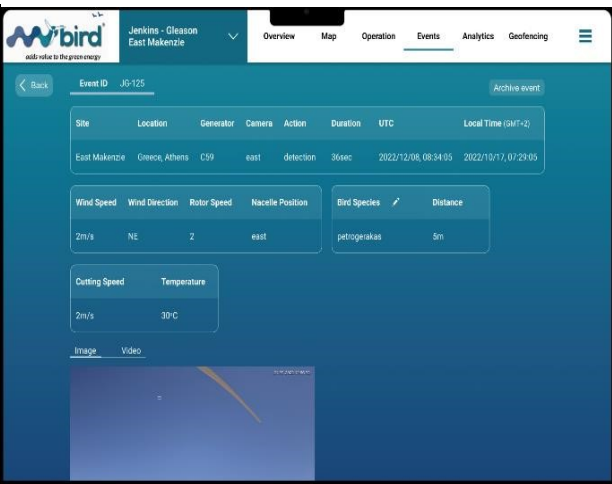 bird
adds value to the green energy
Jenkins - Gleason
East Makenzie
Overview Map Operation Events Analytics Geofencing
Back
Event ID JG-125
Archive event
Site Location Generator Camera Action Duration UTC Local Time (GMT+2)
East Makenzie Greece, Athens C59 east detection 36sec 2022/12/08, 08:34:05 2022/10/17, 07:29:05
Wind Speed Wind Direction Rotor Speed Nacelle Position
2m/s NE 2 east
Bird Species Distance
petrogerakas 5m
Cutting Speed Temperature
2m/s 30°C
Image Video